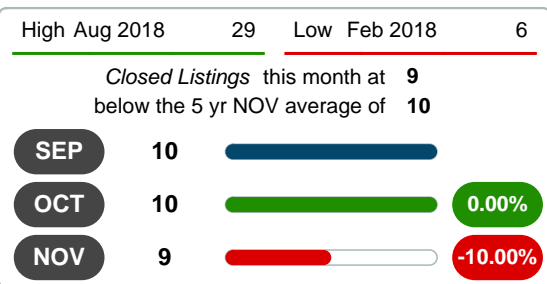 High Aug 2018 29 Low Feb 2018 6
Closed Listings this month at 9
below the 5 yr NOV average of 10
SEP 10
OCT 10 0.00%
NOV 9 -10.00%